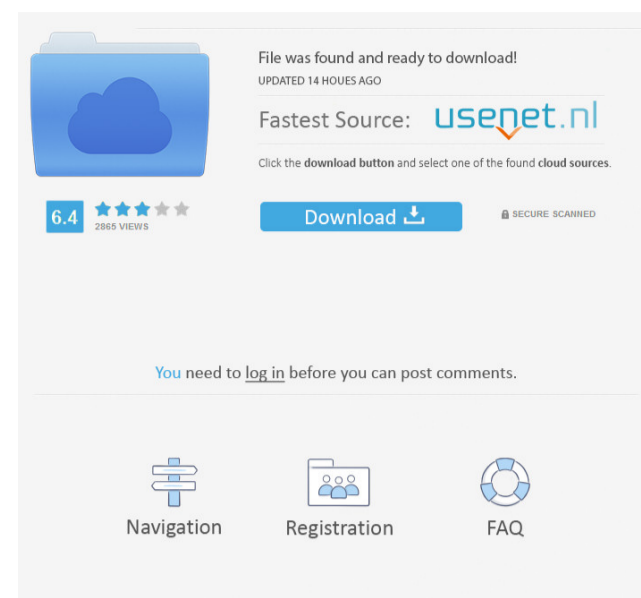 File was found and ready to download!
UPDATED 14 HOUES AGO
Fastest Source: usenet.nl
Click the download button and select one of the found cloud sources.
6.4
2865 VIEWS
Download
SECURE SCANNED
You need to log in before you can post comments.
Navigation
Registration
FAQ